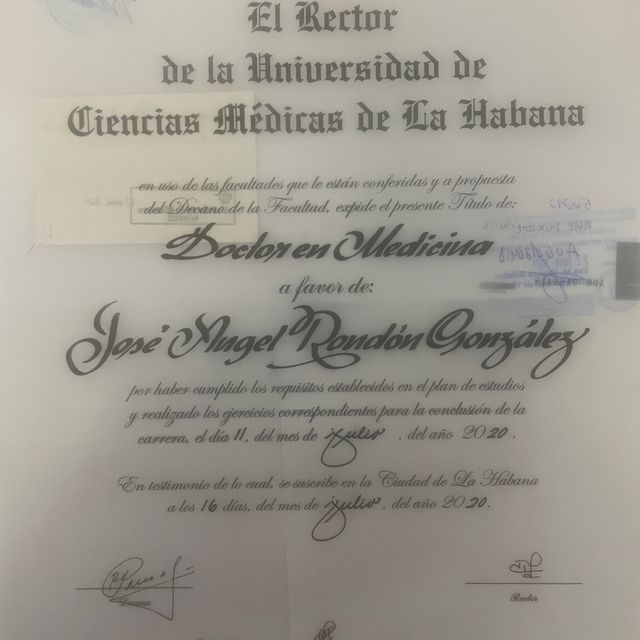 El Rector
de la Universidad de
Ciencias Médicas de La Habana
en uso de las facultades que le están conferidas y a propuesta
del Decano de la Facultad, expide el presente Título de:
Doctor en Medicina
a favor de:
José Angel Rondón González
por haber cumplido los requisitos establecidos en el plan de estudios
y realizado los ejercicios correspondientes para la conclusión de la
carrera, el día 11, del mes de julio, del año 2020.
En testimonio de lo cual, se suscribe en la Ciudad de La Habana
a los 16 días, del mes de julio, del año 2020.
Decano
Rector